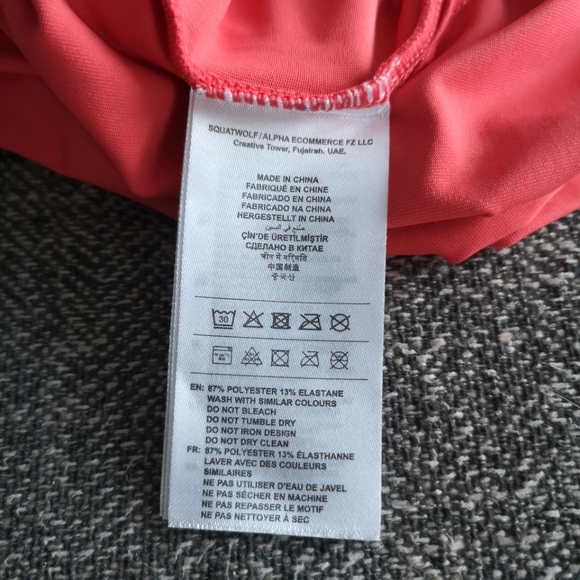 SQUATWOLF/ALPHA ECOMMERCE FZ LLC
Creative Tower, Fujairah. UAE.
MADE IN CHINA
FABRIQUÉ EN CHINE
FABRICADO EN CHINA
FABRICADO NA CHINA
HERGESTELLT IN CHINA
صنع في الصين
ÇİN'DE ÜRETİLMİŞTİR
СДЕЛАНО В КИТАЕ
चीन में नर्मिति
中国制造
중국산
30
EN: 87% POLYESTER 13% ELASTANE
WASH WITH SIMILAR COLOURS
DO NOT BLEACH
DO NOT TUMBLE DRY
DO NOT IRON DESIGN
DO NOT DRY CLEAN
FR: 87% POLYESTER 13% ÉLASTHANNE
LAVER AVEC DES COULEURS
SIMILAIRES
NE PAS UTILISER D'EAU DE JAVEL
NE PAS SÉCHER EN MACHINE
NE PAS REPASSER LE MOTIF
NE PAS NETTOYER À SEC